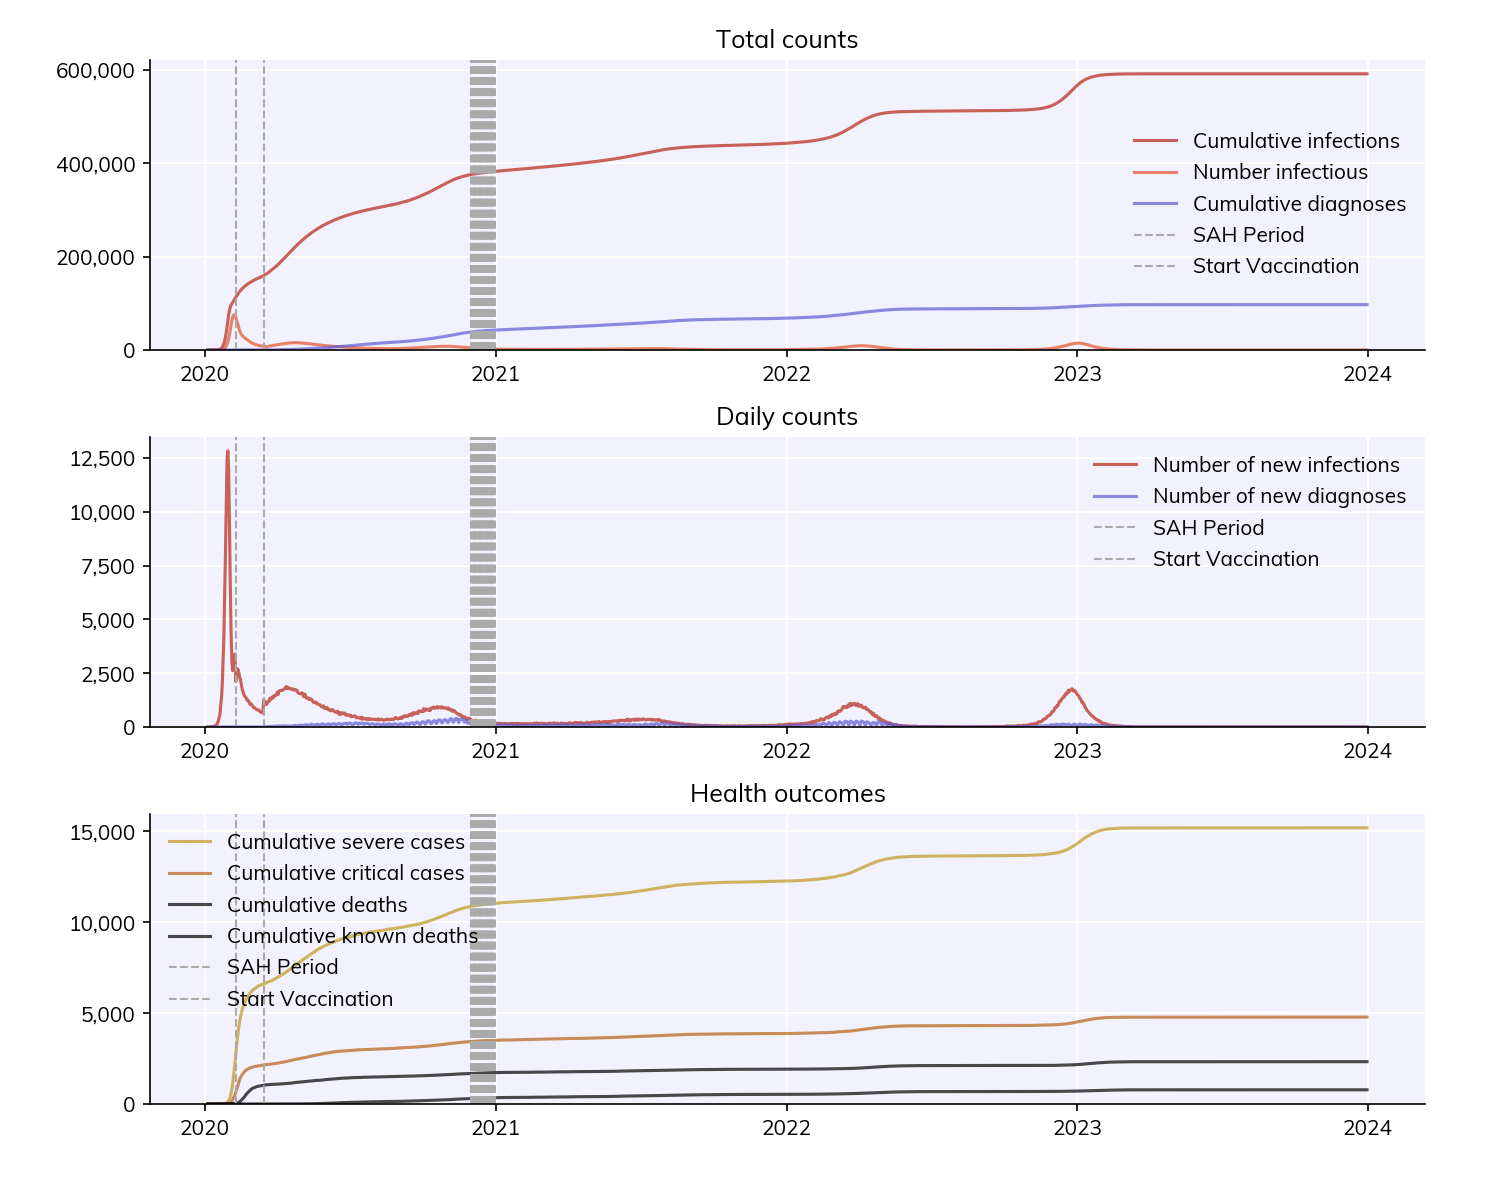 Total counts
600,000
400,000
200,000
0
Cumulative infections
Number infectious
Cumulative diagnoses
SAH Period
Start Vaccination
2020 2021 2022 2023 2024
Daily counts
12,500
10,000
7,500
5,000
2,500
0
Number of new infections
Number of new diagnoses
SAH Period
Start Vaccination
2020 2021 2022 2023 2024
Health outcomes
15,000
10,000
5,000
0
Cumulative severe cases
Cumulative critical cases
Cumulative deaths
Cumulative known deaths
SAH Period
Start Vaccination
2020 2021 2022 2023 2024